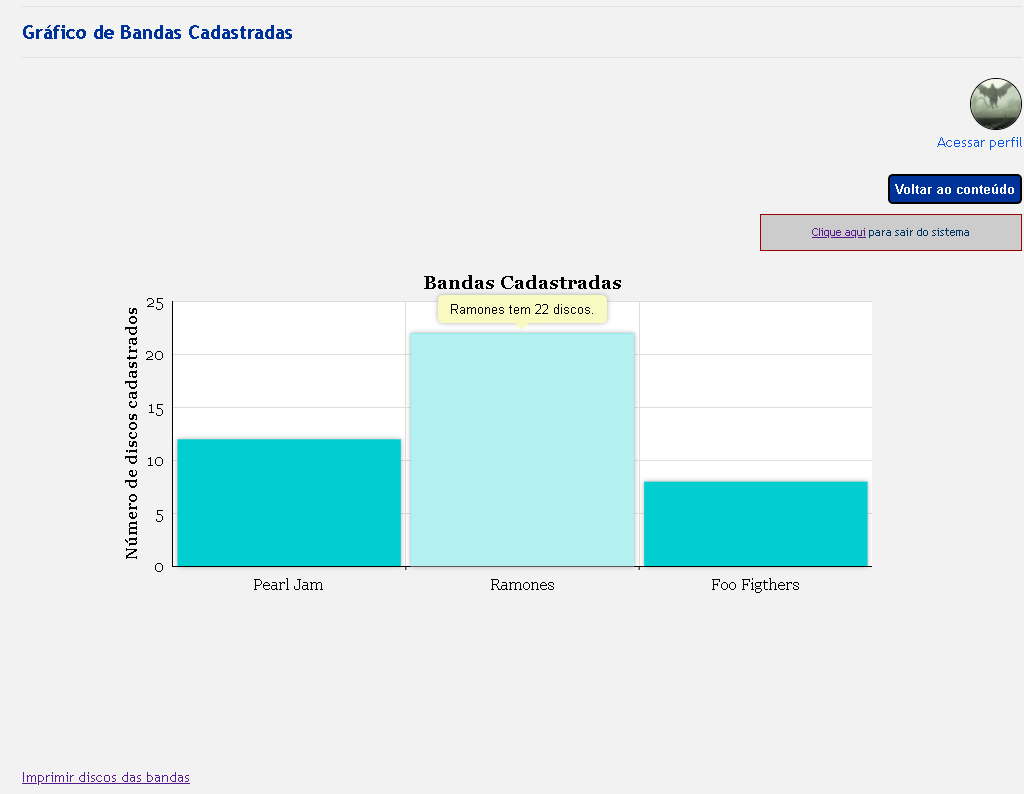 Gráfico de Bandas Cadastradas
Acessar perfil
Voltar ao conteúdo
Clique aqui para sair do sistema
Bandas Cadastradas
Ramones tem 22 discos.
Número de discos cadastrados
25
20
15
10
5
0
Pearl Jam
Ramones
Foo Figthers
Imprimir discos das bandas